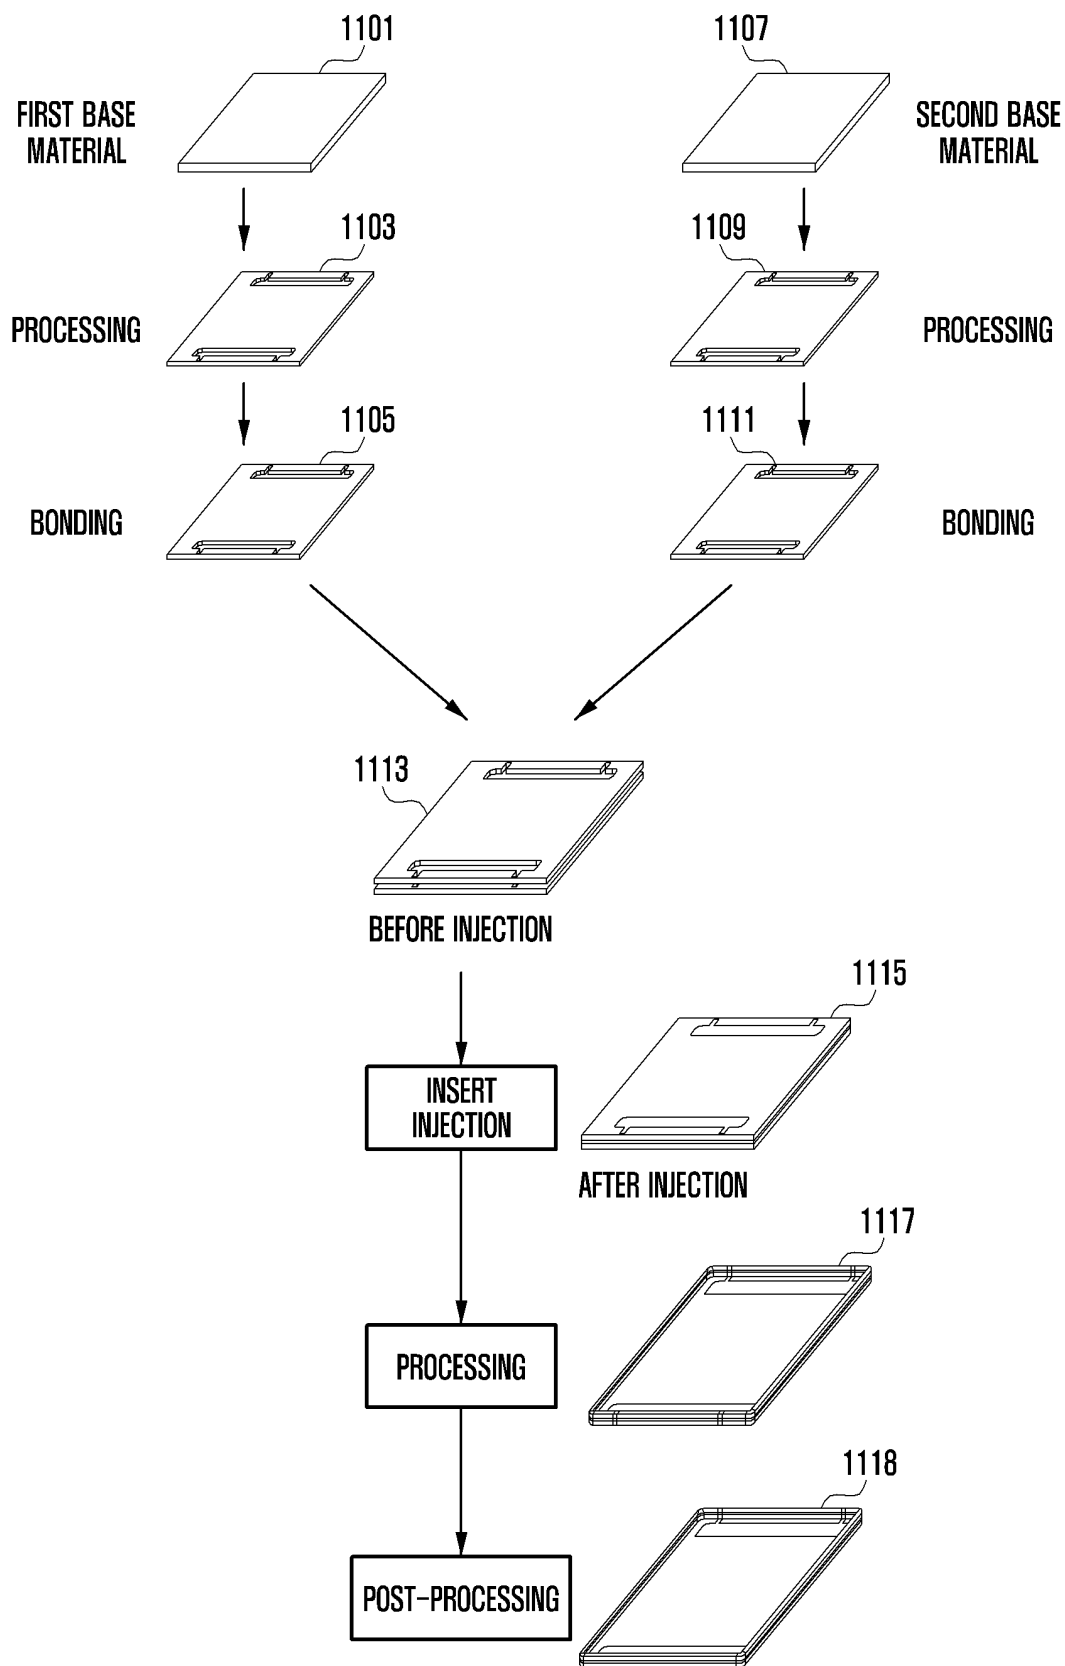 1101
1107
FIRST BASE
MATERIAL
SECOND BASE
MATERIAL
1103
1109
PROCESSING
PROCESSING
1105
1111
BONDING
BONDING
1113
BEFORE INJECTION
1115
INSERT
INJECTION
AFTER INJECTION
1117
PROCESSING
1118
POST-PROCESSING